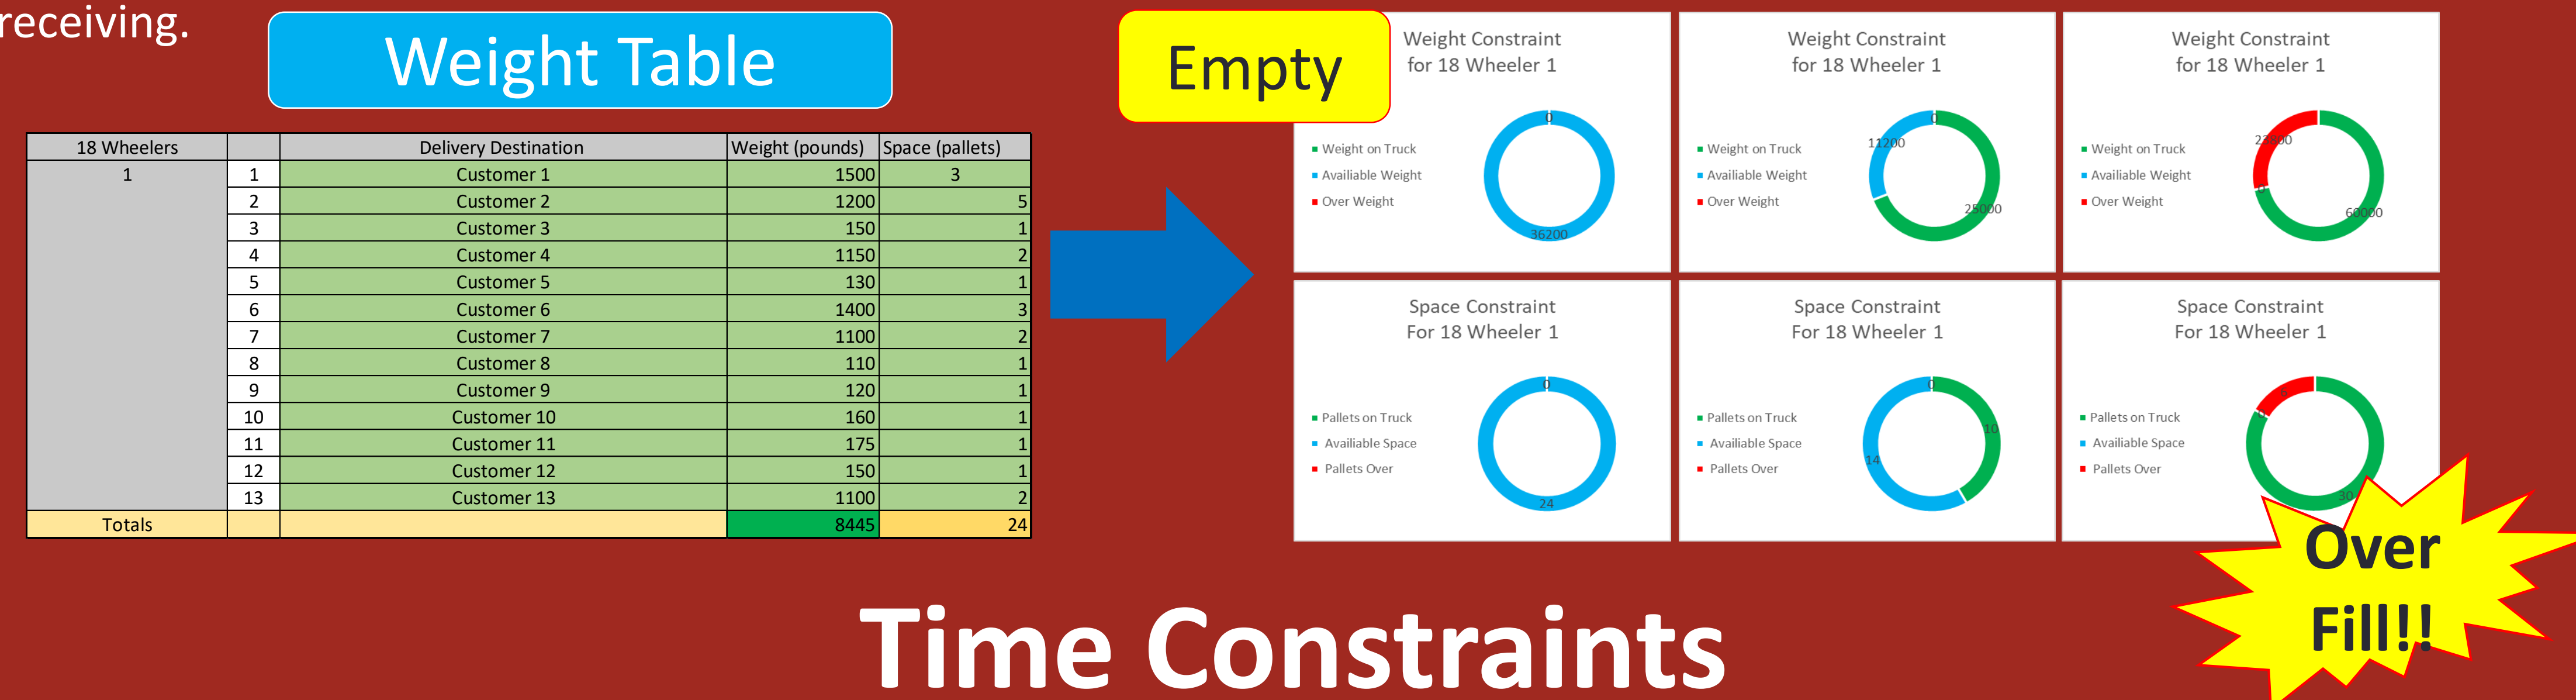 receiving.
Weight Table
18 Wheelers Delivery Destination Weight (pounds) Space (pallets)
1 1 Customer 1 1500 3
2 Customer 2 1200 5
3 Customer 3 150 1
4 Customer 4 1150 2
5 Customer 5 130 1
6 Customer 6 1400 3
7 Customer 7 1100 2
8 Customer 8 110 1
9 Customer 9 120 1
10 Customer 10 160 1
11 Customer 11 175 1
12 Customer 12 150 1
13 Customer 13 1100 2
Totals 8445 24
Empty
Weight Constraint
for 18 Wheeler 1
0
Weight on Truck
Availiable Weight
Over Weight
36200
Weight Constraint
for 18 Wheeler 1
0
11200
Weight on Truck
Availiable Weight
Over Weight
25000
Weight Constraint
for 18 Wheeler 1
23800
Weight on Truck
Availiable Weight
0
Over Weight
60000
Space Constraint
For 18 Wheeler 1
0
Pallets on Truck
Availiable Space
Pallets Over
24
Space Constraint
For 18 Wheeler 1
0
Pallets on Truck
10
Availiable Space
14
Pallets Over
Space Constraint
For 18 Wheeler 1
0
Pallets on Truck
Availiable Space
Pallets Over
30
Over
Fill!!
Time Constraints